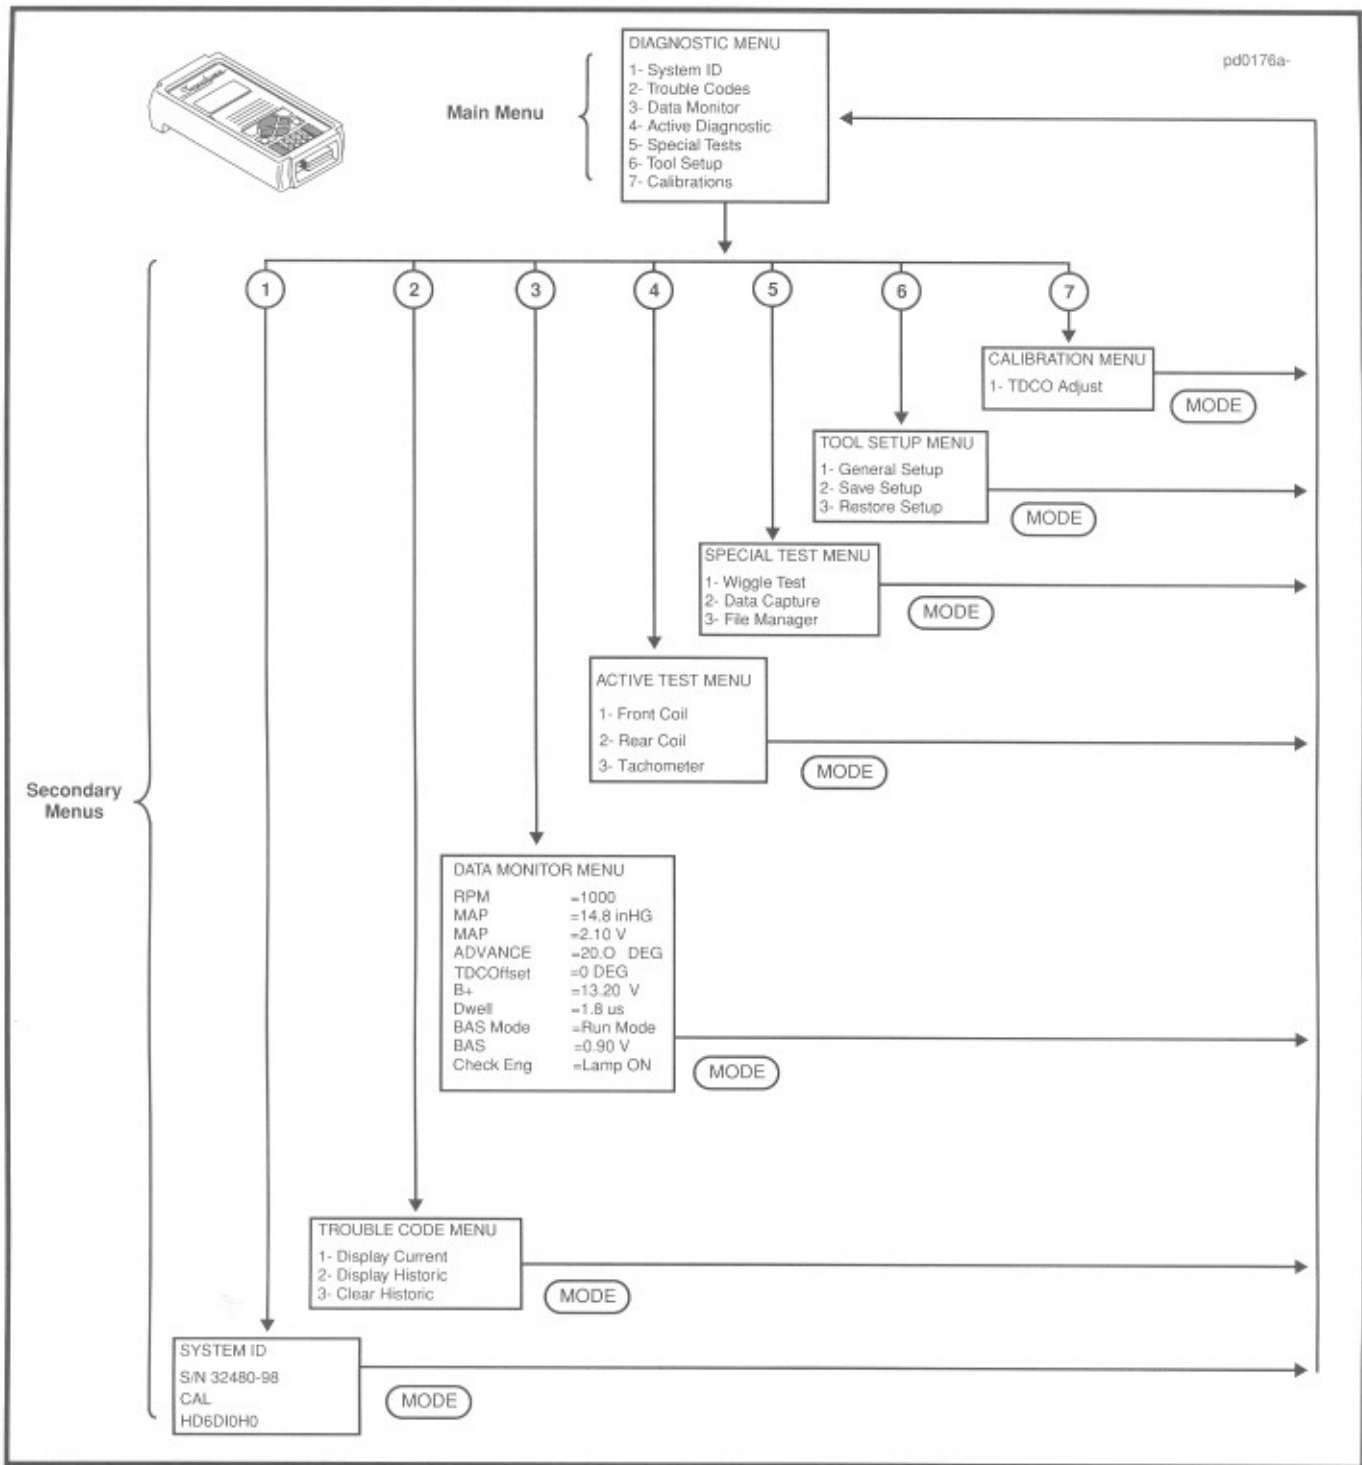 DIAGNOSTIC MENU
1- System ID
2- Trouble Codes
3- Data Monitor
4- Active Diagnostic
5- Special Tests
6- Tool Setup
7- Calibrations
pd0176a-
Main Menu
1
2
3
4
5
6
7
CALIBRATION MENU
1- TDCO Adjust
MODE
TOOL SETUP MENU
1- General Setup
2- Save Setup
3- Restore Setup
MODE
SPECIAL TEST MENU
1- Wiggle Test
2- Data Capture
3- File Manager
MODE
ACTIVE TEST MENU
1- Front Coil
2- Rear Coil
3- Tachometer
MODE
Secondary
Menus
DATA MONITOR MENU
RPM =1000
MAP =14.8 inHG
MAP =2.10 V
ADVANCE =20.O DEG
TDCOffset =0 DEG
B+ =13.20 V
Dwell =1.8 us
BAS Mode =Run Mode
BAS =0.90 V
Check Eng =Lamp ON
MODE
TROUBLE CODE MENU
1- Display Current
2- Display Historic
3- Clear Historic
MODE
SYSTEM ID
S/N 32480-98
CAL
HD6DI0H0
MODE